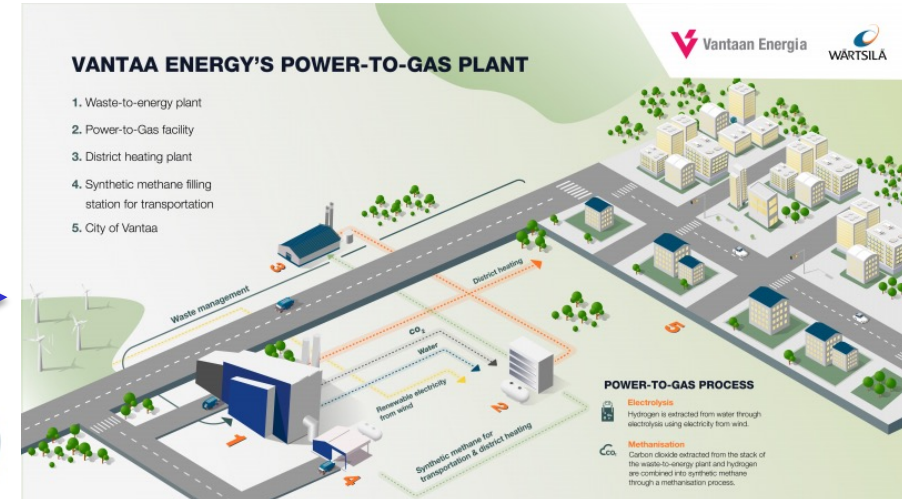 Vantaan Energia
WÄRTSILÄ
VANTAA ENERGY'S POWER-TO-GAS PLANT
1. Waste-to-energy plant
2. Power-to-Gas facility
3. District heating plant
4. Synthetic methane filling
station for transportation
5. City of Vantaa
3
Waste management
District heating
CO2
Water
Renewable electricity
from wind
1
2
5
4
Synthetic methane for
transportation & district heating
POWER-TO-GAS PROCESS
Electrolysis
Hydrogen is extracted from water through
electrolysis using electricity from wind.
CO2
Methanisation
Carbon dioxide extracted from the stack of
the waste-to-energy plant and hydrogen
are combined into synthetic methane
through a methanisation process.